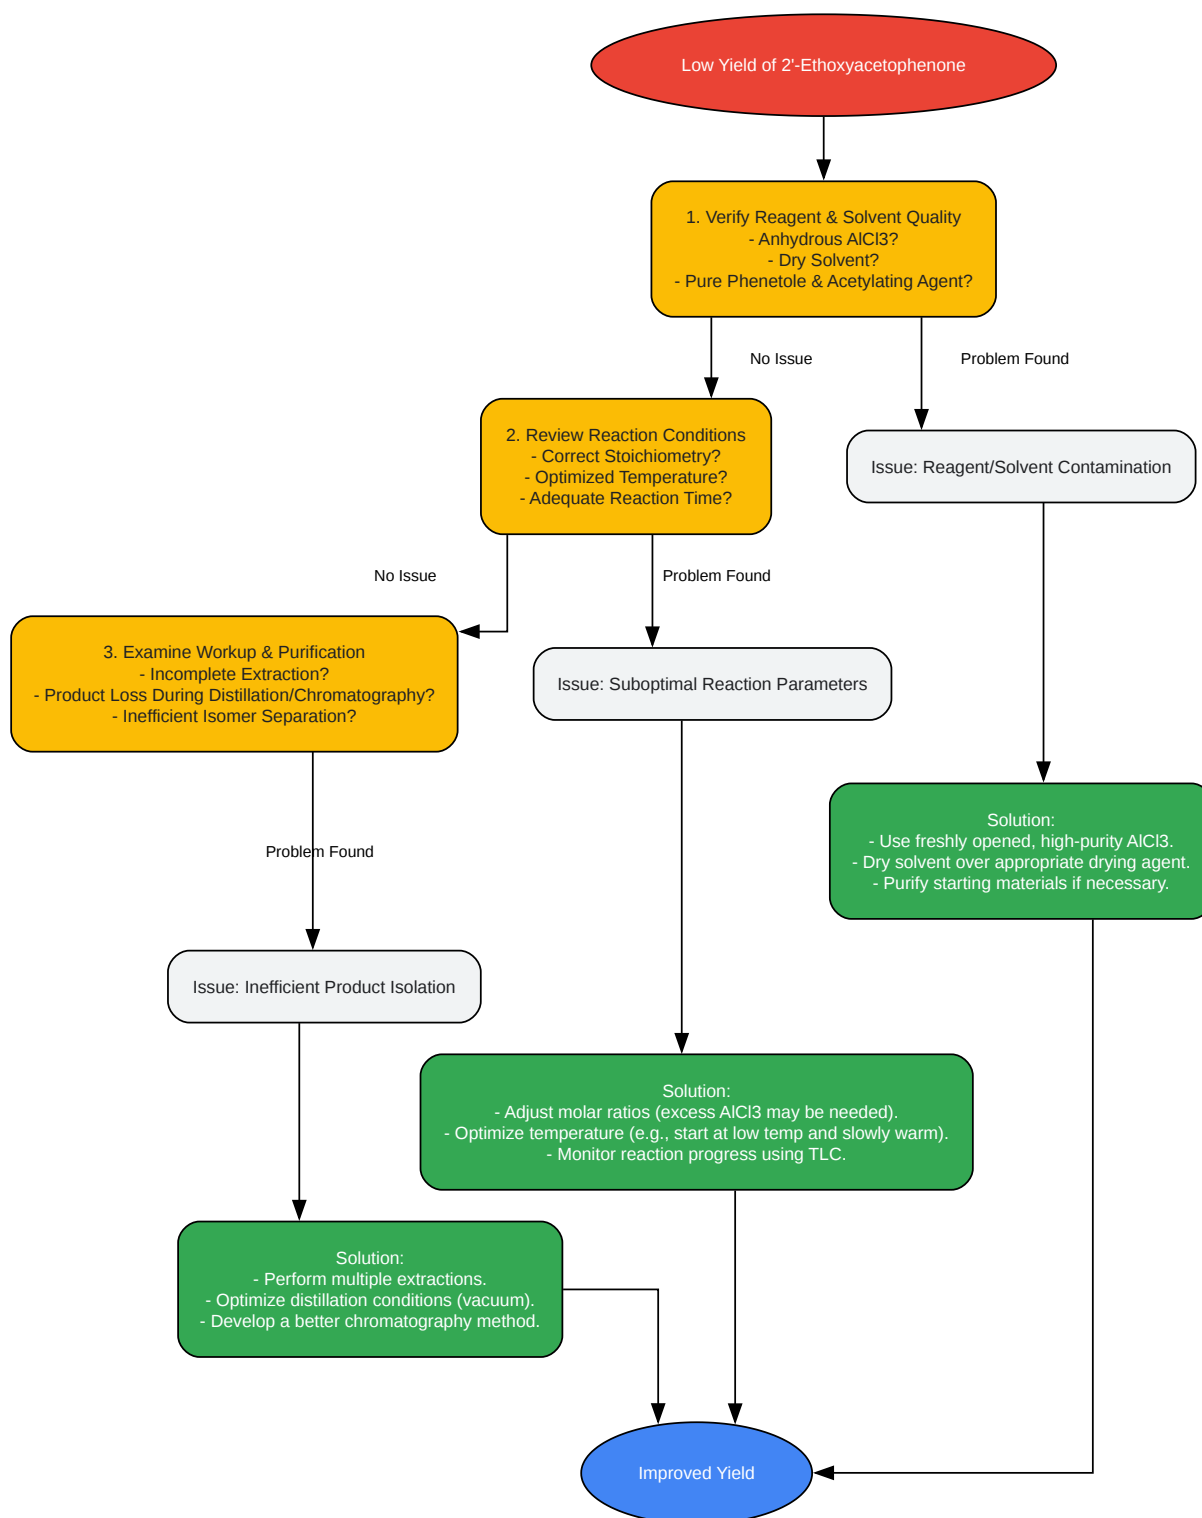 Low Yield of 2'-Ethoxyacetophenone
1. Verify Reagent & Solvent Quality
- Anhydrous AlCl3?
- Dry Solvent?
- Pure Phenetole & Acetylating Agent?
No Issue
Problem Found
2. Review Reaction Conditions
- Correct Stoichiometry?
- Optimized Temperature?
- Adequate Reaction Time?
Issue: Reagent/Solvent Contamination
No Issue
Problem Found
3. Examine Workup & Purification
- Incomplete Extraction?
- Product Loss During Distillation/Chromatography?
- Inefficient Isomer Separation?
Issue: Suboptimal Reaction Parameters
Solution:
- Use freshly opened, high-purity AlCl3.
- Dry solvent over appropriate drying agent.
- Purify starting materials if necessary.
Problem Found
Issue: Inefficient Product Isolation
Solution:
- Adjust molar ratios (excess AlCl3 may be needed).
- Optimize temperature (e.g., start at low temp and slowly warm).
- Monitor reaction progress using TLC.
Solution:
- Perform multiple extractions.
- Optimize distillation conditions (vacuum).
- Develop a better chromatography method.
Improved Yield